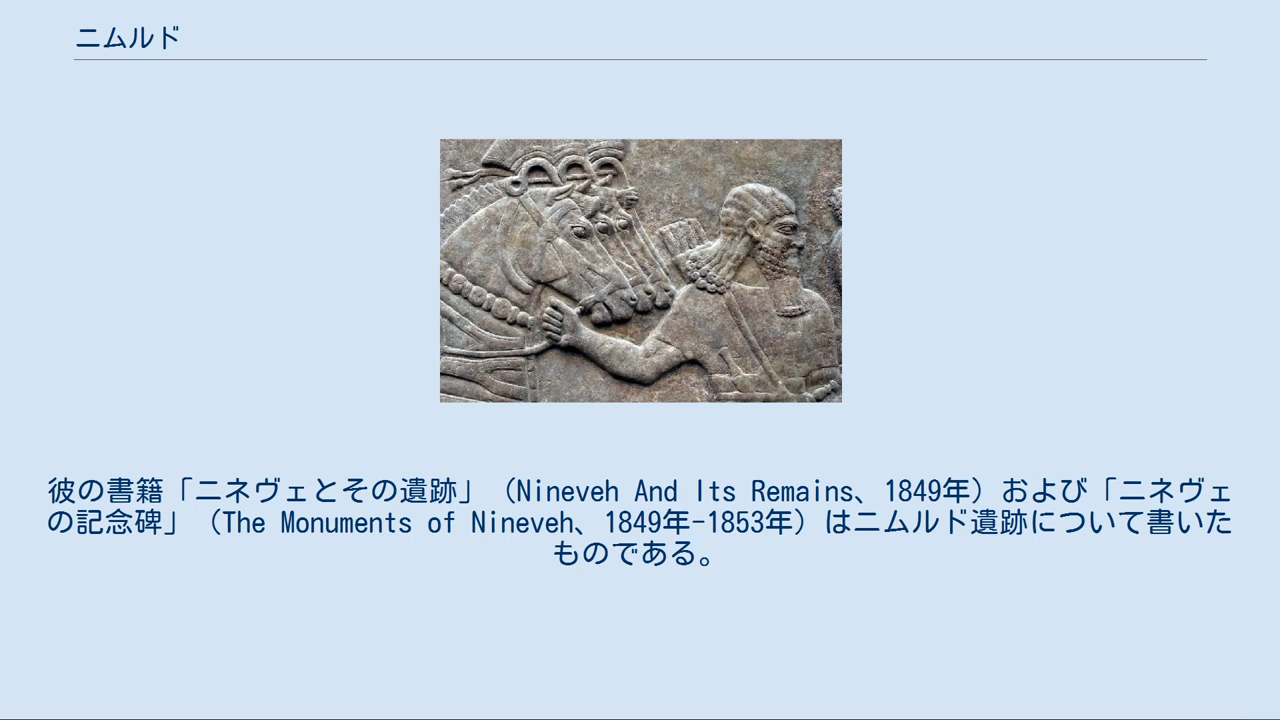 ニムルド
彼の書籍「ニネヴェとその遺跡」（Nineveh And Its Remains、1849年）および「ニネヴェ
の記念碑」（The Monuments of Nineveh、1849年-1853年）はニムルド遺跡について書いた
ものである。